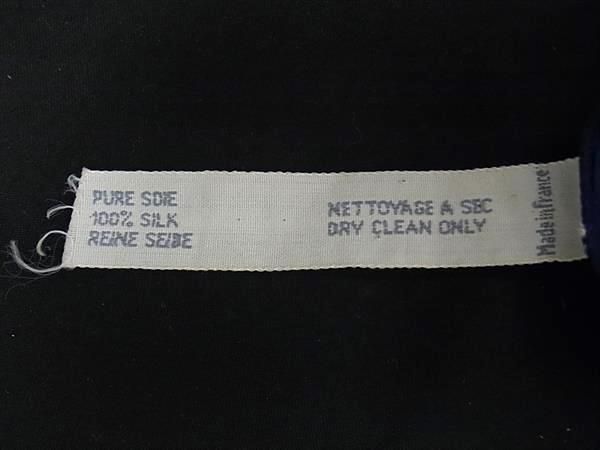 PURE SOIE
100% SILK
REINE SEIDE
NETTOYAGE A SEC
DRY CLEAN ONLY
Made in france